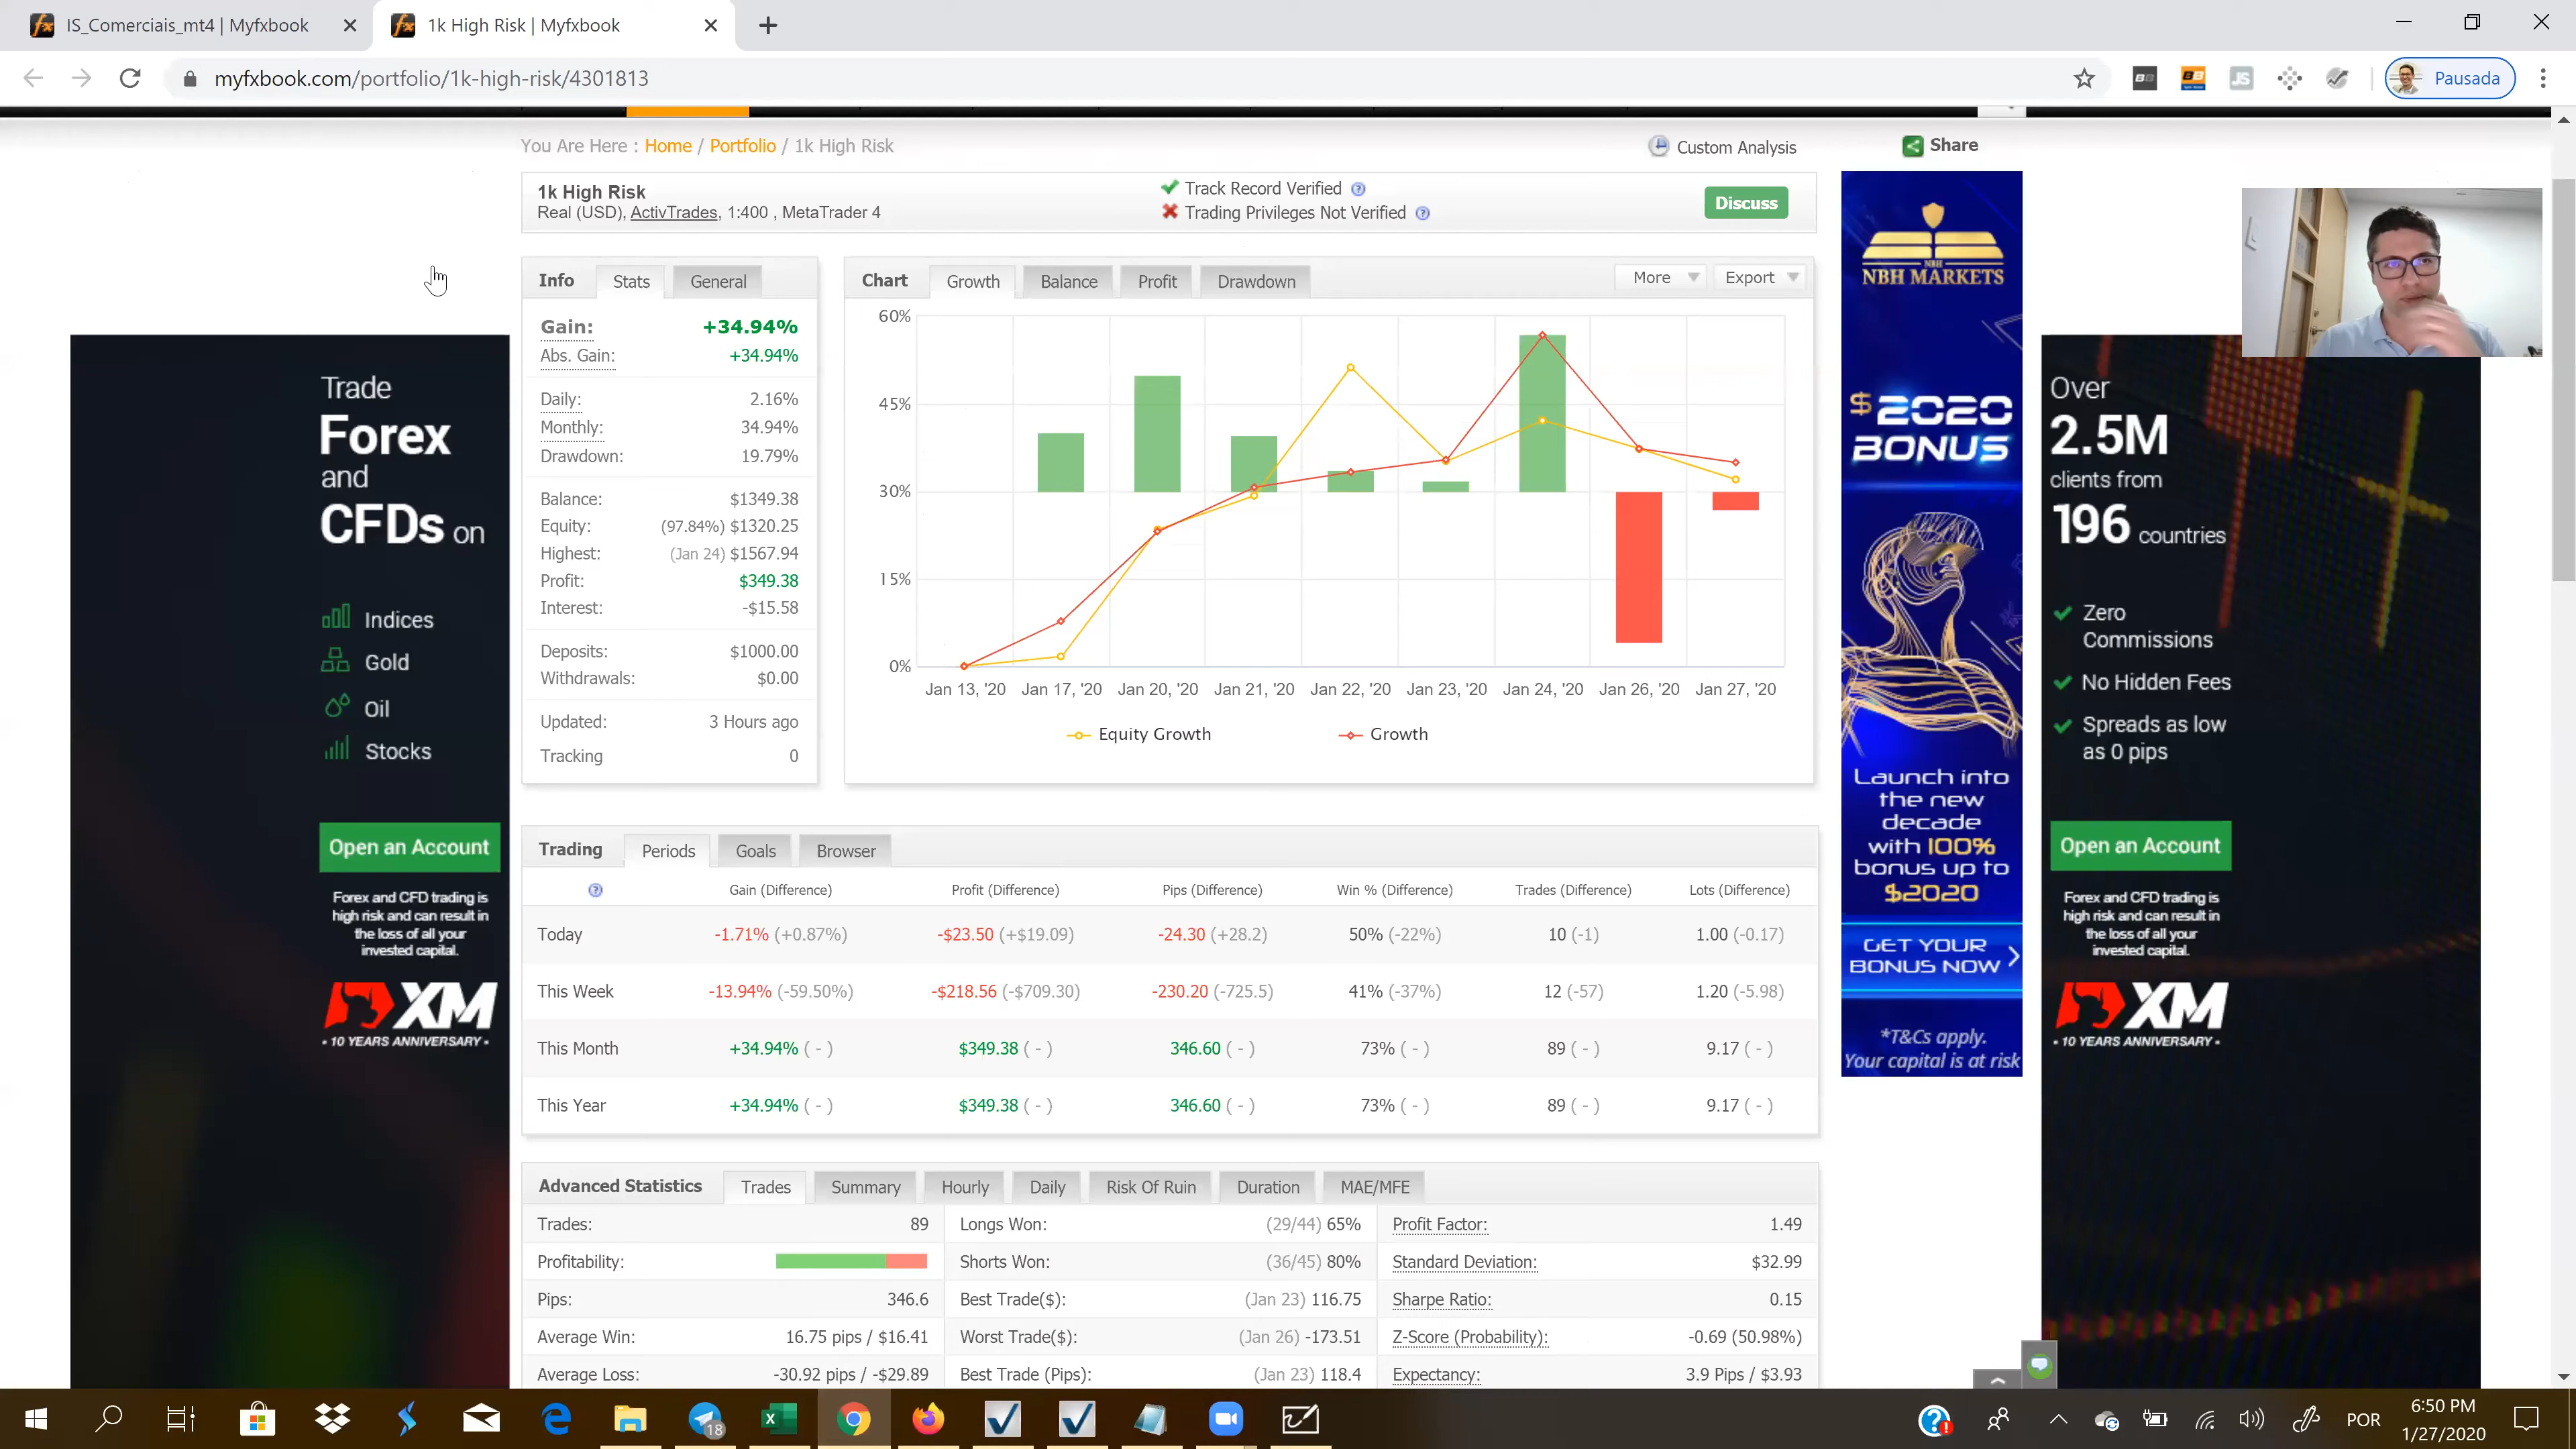 IS_Comerciais_mt4 | Myfxbook
1k High Risk | Myfxbook
myfxbook.com/portfolio/1k-high-risk/4301813
Pausada
You Are Here : Home / Portfolio / 1k High Risk
Custom Analysis
Share
1k High Risk
Real (USD), ActivTrades, 1:400 , MetaTrader 4
Track Record Verified
Trading Privileges Not Verified
Discuss
Info Stats General
Gain: +34.94%
Abs. Gain: +34.94%
Daily: 2.16%
Monthly: 34.94%
Drawdown: 19.79%
Balance: $1349.38
Equity: (97.84%) $1320.25
Highest: (Jan 24) $1567.94
Profit: $349.38
Interest: -$15.58
Deposits: $1000.00
Withdrawals: $0.00
Updated: 3 Hours ago
Tracking 0
Chart Growth Balance Profit Drawdown More Export
60%
45%
30%
15%
0%
Jan 13, '20 Jan 17, '20 Jan 20, '20 Jan 21, '20 Jan 22, '20 Jan 23, '20 Jan 24, '20 Jan 26, '20 Jan 27, '20
Equity Growth Growth
Trade
Forex
and
CFDs on
Indices
Gold
Oil
Stocks
Open an Account
Forex and CFD trading is
high risk and can result in
the loss of all your
invested capital.
XM
• 10 YEARS ANNIVERSARY •
Trading Periods Goals Browser
Gain (Difference) Profit (Difference) Pips (Difference) Win % (Difference) Trades (Difference) Lots (Difference)
Today -1.71% (+0.87%) -$23.50 (+$19.09) -24.30 (+28.2) 50% (-22%) 10 (-1) 1.00 (-0.17)
This Week -13.94% (-59.50%) -$218.56 (-$709.30) -230.20 (-725.5) 41% (-37%) 12 (-57) 1.20 (-5.98)
This Month +34.94% ( - ) $349.38 ( - ) 346.60 ( - ) 73% ( - ) 89 ( - ) 9.17 ( - )
This Year +34.94% ( - ) $349.38 ( - ) 346.60 ( - ) 73% ( - ) 89 ( - ) 9.17 ( - )
Advanced Statistics Trades Summary Hourly Daily Risk Of Ruin Duration MAE/MFE
Trades: 89 Longs Won: (29/44) 65% Profit Factor: 1.49
Profitability: Shorts Won: (36/45) 80% Standard Deviation: $32.99
Pips: 346.6 Best Trade($): (Jan 23) 116.75 Sharpe Ratio: 0.15
Average Win: 16.75 pips / $16.41 Worst Trade($): (Jan 26) -173.51 Z-Score (Probability): -0.69 (50.98%)
Average Loss: -30.92 pips / -$29.89 Best Trade (Pips): (Jan 23) 118.4 Expectancy: 3.9 Pips / $3.93
NBH
NBH MARKETS
$2020
BONUS
Launch into
the new
decade
with 100%
bonus up to
$2020
GET YOUR
BONUS NOW
*T&Cs apply.
Your capital is at risk
Over
2.5M
clients from
196 countries
Zero
Commissions
No Hidden Fees
Spreads as low
as 0 pips
Open an Account
Forex and CFD trading is
high risk and can result in
the loss of all your
invested capital.
XM
• 10 YEARS ANNIVERSARY •
18
POR
6:50 PM
1/27/2020